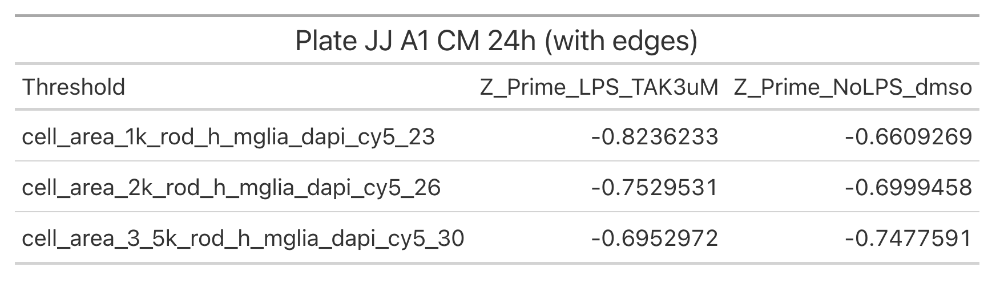 Plate JJ A1 CM 24h (with edges)
Threshold Z_Prime_LPS_TAK3uM Z_Prime_NoLPS_dmso
cell_area_1k_rod_h_mglia_dapi_cy5_23 -0.8236233 -0.6609269
cell_area_2k_rod_h_mglia_dapi_cy5_26 -0.7529531 -0.6999458
cell_area_3_5k_rod_h_mglia_dapi_cy5_30 -0.6952972 -0.7477591